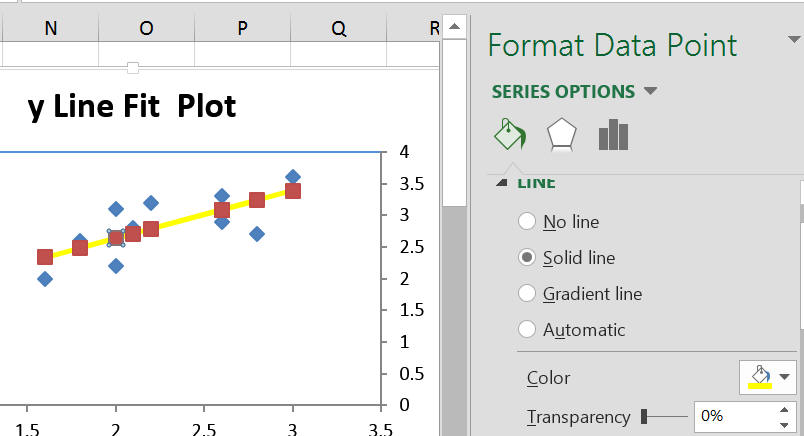 N O P Q R
Format Data Point
y Line Fit  Plot
SERIES OPTIONS
4
3.5
3
2.5
2
1.5
1
0.5
0
1.5 2 2.5 3 3.5
LINE
No line
Solid line
Gradient line
Automatic
Color
Transparency 0%